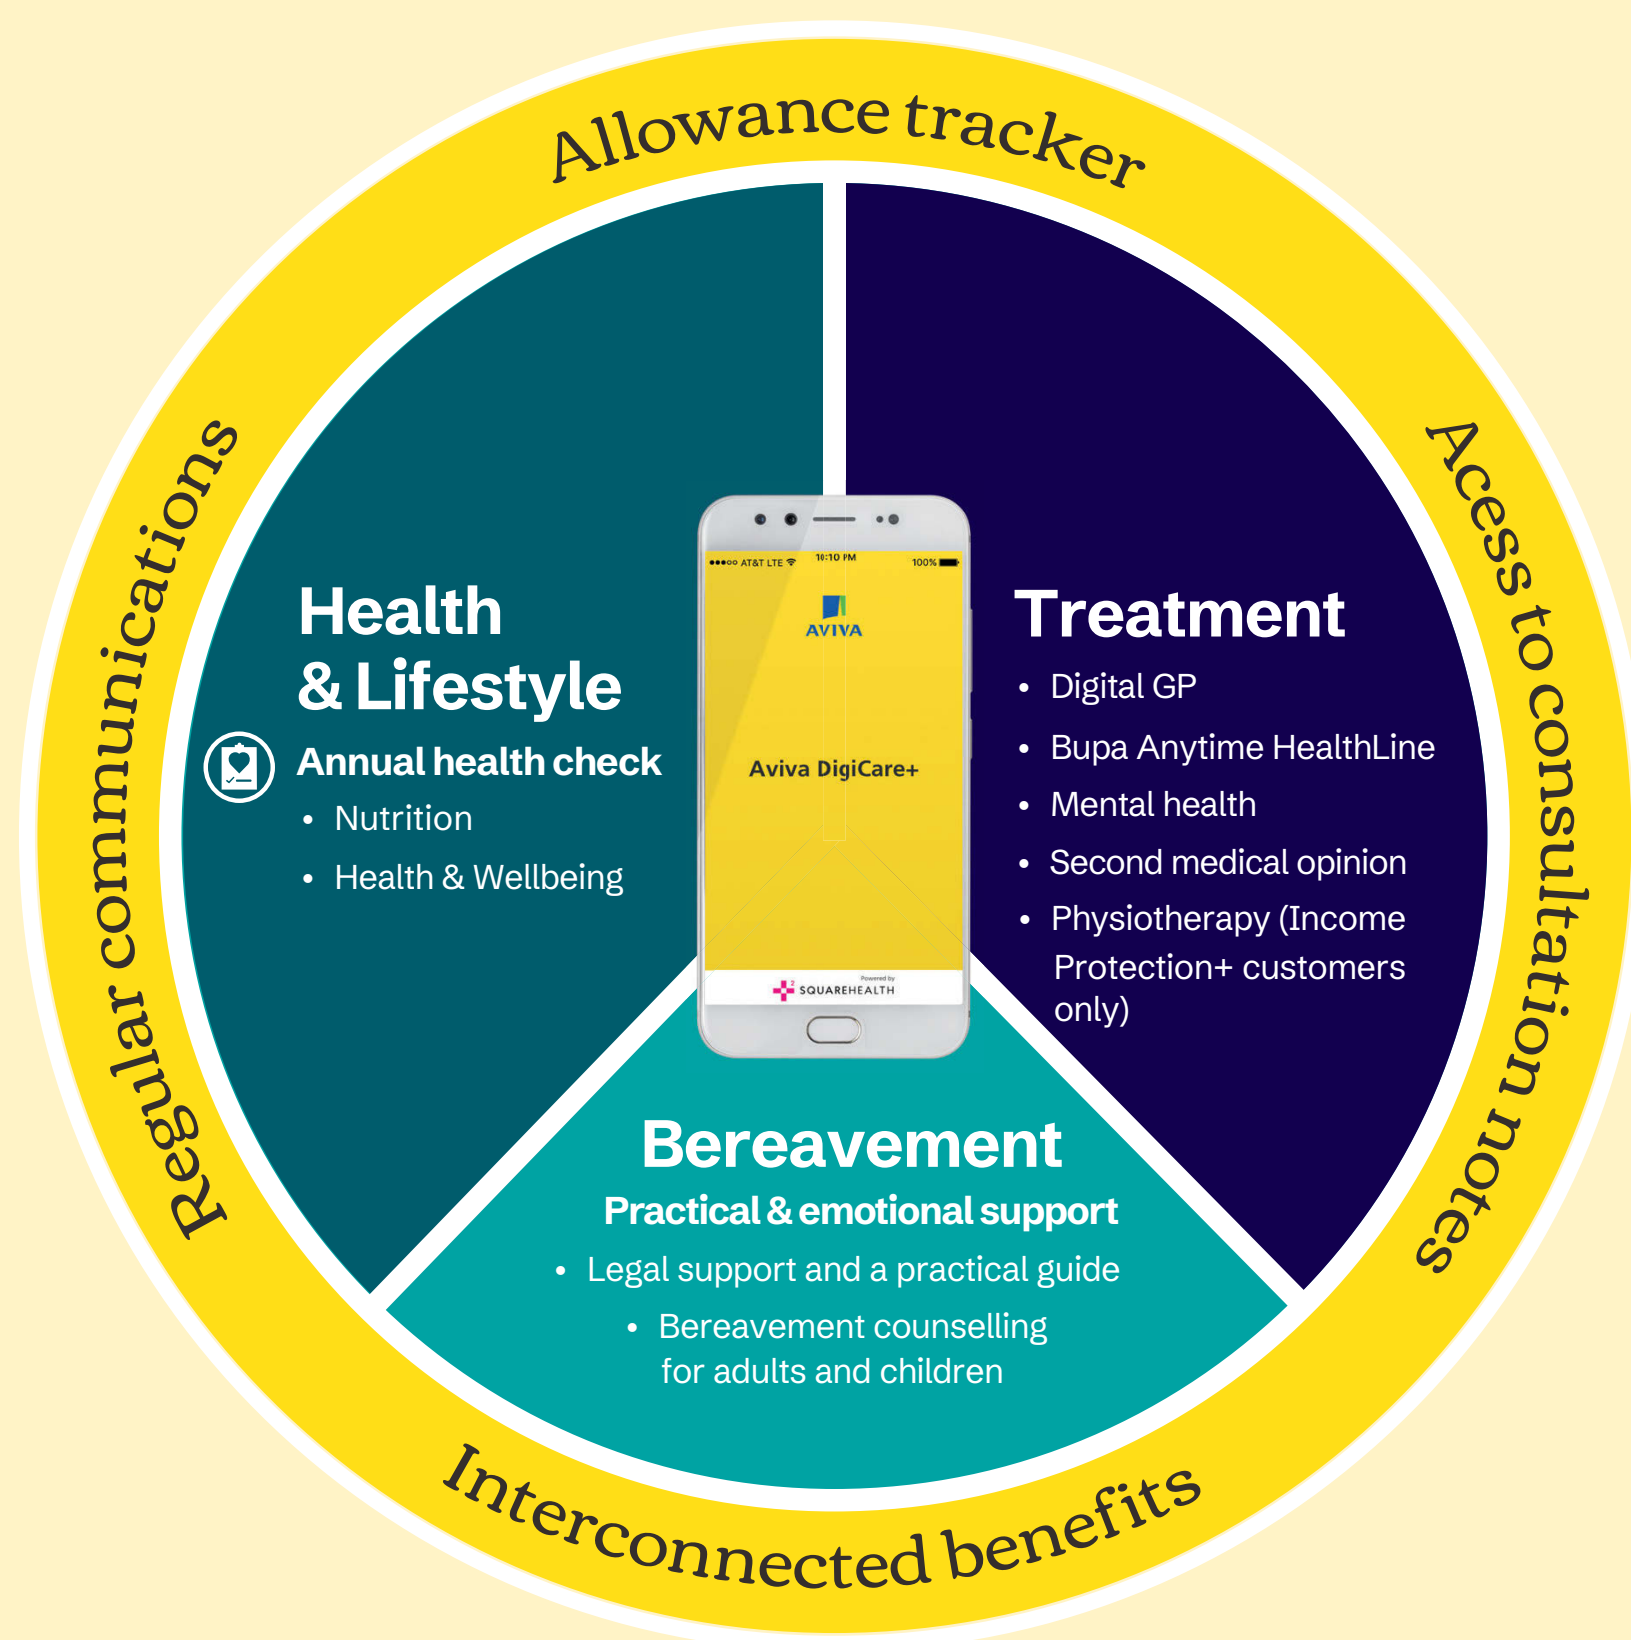 Allowance tracker
Regular communications
Acess to consultation notes
Interconnected benefits
Health
& Lifestyle
Annual health check
• Nutrition
• Health & Wellbeing
AT&T LTE 10:10 PM 100%
AVIVA
Aviva DigiCare+
Powered by
SQUAREHEALTH
2
Treatment
• Digital GP
• Bupa Anytime HealthLine
• Mental health
• Second medical opinion
• Physiotherapy (Income
Protection+ customers
only)
Bereavement
Practical & emotional support
• Legal support and a practical guide
• Bereavement counselling
for adults and children